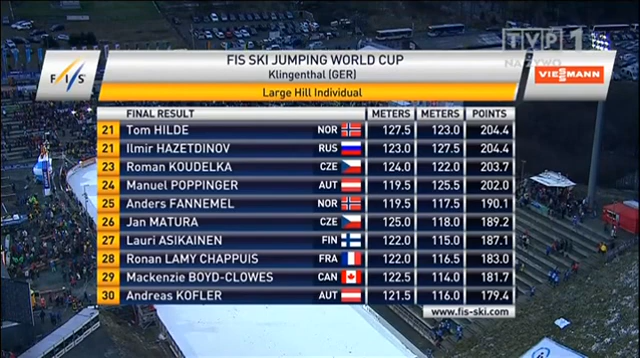 TVP1
NA ŻYWO
FIS
FIS SKI JUMPING WORLD CUP
Klingenthal (GER)
VIESMANN
Large Hill Individual
FINAL RESULT METERS METERS POINTS
21 Tom HILDE NOR 127.5 123.0 204.4
21 Ilmir HAZETDINOV RUS 123.0 127.5 204.4
23 Roman KOUDELKA CZE 124.0 122.0 203.7
24 Manuel POPPINGER AUT 119.5 125.5 202.0
25 Anders FANNEMEL NOR 119.5 117.5 190.1
26 Jan MATURA CZE 125.0 118.0 189.2
27 Lauri ASIKAINEN FIN 122.0 115.0 187.1
28 Ronan LAMY CHAPPUIS FRA 122.0 116.5 183.0
29 Mackenzie BOYD-CLOWES CAN 122.5 114.0 181.7
30 Andreas KOFLER AUT 121.5 116.0 179.4
www.fis-ski.com